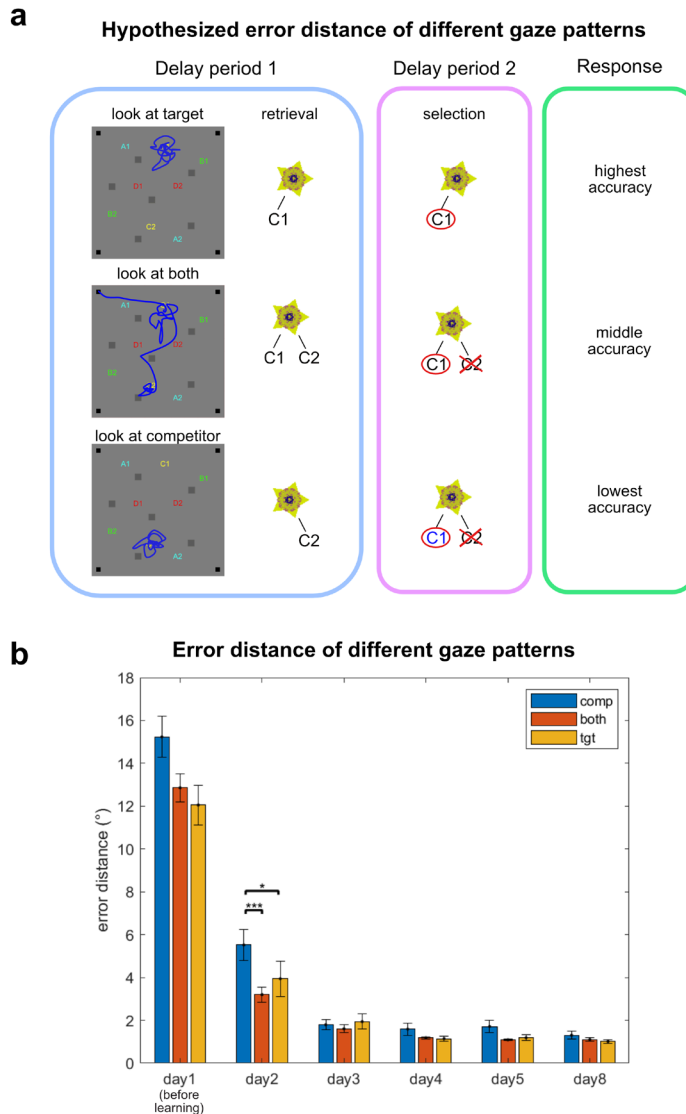 a
Hypothesized error distance of different gaze patterns
Delay period 1
Delay period 2
Response
look at target
retrieval
selection
A1
B1
D1
D2
B2
C2
A2
C1
C1
highest
accuracy
look at both
A1
B1
D1
D2
B2
A2
C1
C2
C1
C2
middle
accuracy
look at competitor
A1
C1
B1
D1
D2
B2
A2
C2
C1
C2
lowest
accuracy
b
Error distance of different gaze patterns
error distance (°)
18
16
14
12
10
8
6
4
2
0
comp
both
tgt
*
***
day1
(before
learning)
day2
day3
day4
day5
day8